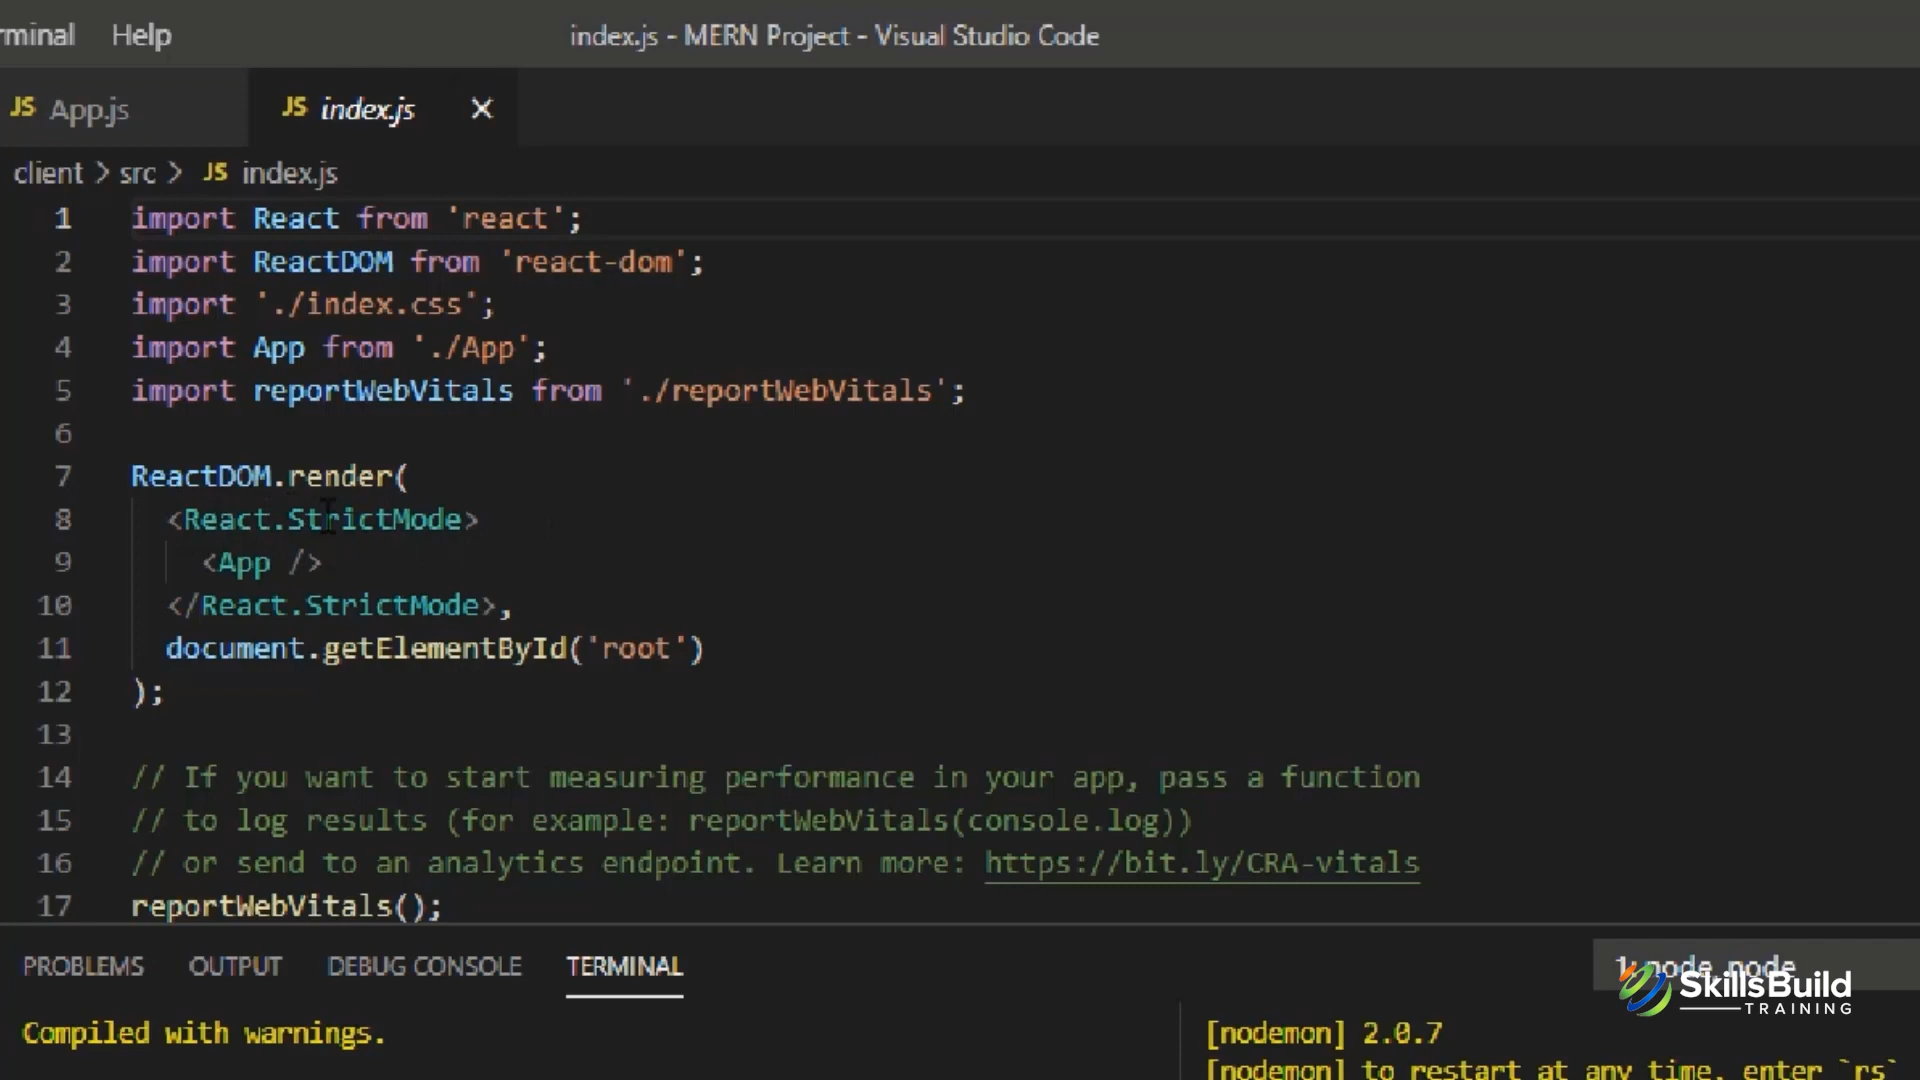 rminal Help index.js - MERN Project - Visual Studio Code
JS App.js JS index.js ×
client > src > JS index.js
1 import React from 'react';
2 import ReactDOM from 'react-dom';
3 import './index.css';
4 import App from './App';
5 import reportWebVitals from './reportWebVitals';
6
7 ReactDOM.render(
8 <React.StrictMode>
9 <App />
10 </React.StrictMode>,
11 document.getElementById('root')
12 );
13
14 // If you want to start measuring performance in your app, pass a function
15 // to log results (for example: reportWebVitals(console.log))
16 // or send to an analytics endpoint. Learn more: https://bit.ly/CRA-vitals
17 reportWebVitals();
PROBLEMS OUTPUT DEBUG CONSOLE TERMINAL 1: node, node
SkillsBuild
TRAINING
Compiled with warnings. [nodemon] 2.0.7
[nodemon] to restart at any time, enter `rs`